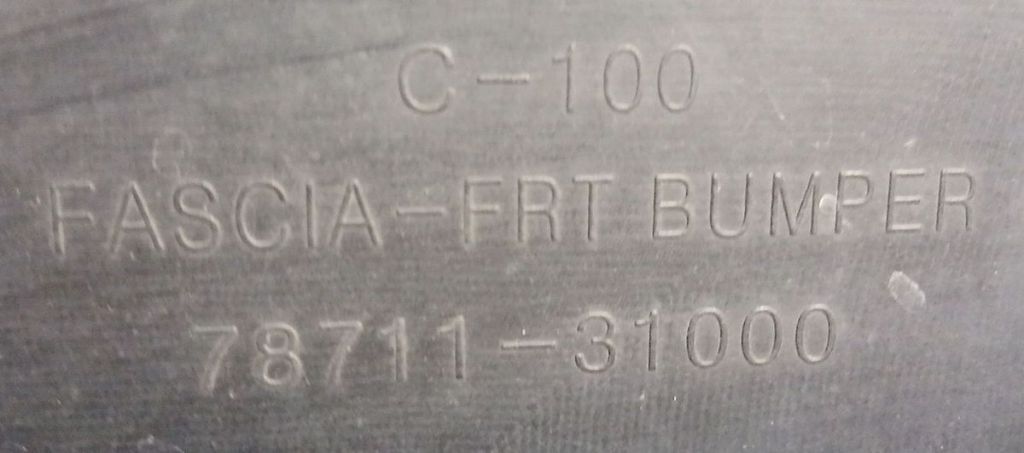 C-100
FASCIA-FRT BUMPER
78711-31000